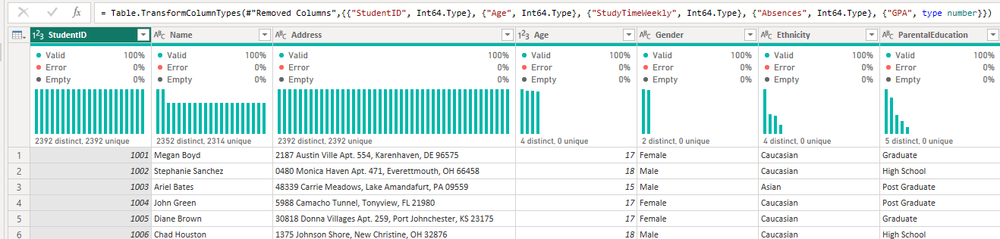 = Table.TransformColumnTypes(#"Removed Columns",{{"StudentID", Int64.Type}, {"Age", Int64.Type}, {"StudyTimeWeekly", Int64.Type}, {"Absences", Int64.Type}, {"GPA", type number}})
1²3 StudentID ABC Name ABC Address 1²3 Age ABC Gender ABC Ethnicity ABC ParentalEducation
Valid 100% Valid 100% Valid 100% Valid 100% Valid 100% Valid 100% Valid 100%
Error 0% Error 0% Error 0% Error 0% Error 0% Error 0% Error 0%
Empty 0% Empty 0% Empty 0% Empty 0% Empty 0% Empty 0% Empty 0%
2392 distinct, 2392 unique 2352 distinct, 2314 unique 2392 distinct, 2392 unique 4 distinct, 0 unique 2 distinct, 0 unique 4 distinct, 0 unique 5 distinct, 0 unique
1 1001 Megan Boyd 2187 Austin Ville Apt. 554, Karenhaven, DE 96575 17 Female Caucasian Graduate
2 1002 Stephanie Sanchez 0480 Monica Haven Apt. 471, Everettmouth, OH 66458 18 Male Caucasian High School
3 1003 Ariel Bates 48339 Carrie Meadows, Lake Amandafurt, PA 09559 15 Male Asian Post Graduate
4 1004 John Green 5988 Camacho Tunnel, Tonyview, FL 21980 17 Female Caucasian Post Graduate
5 1005 Diane Brown 30818 Donna Villages Apt. 259, Port Johnchester, KS 23175 17 Female Caucasian Graduate
6 1006 Chad Houston 1375 Johnson Shore, New Christine, OH 32876 18 Male Caucasian High School